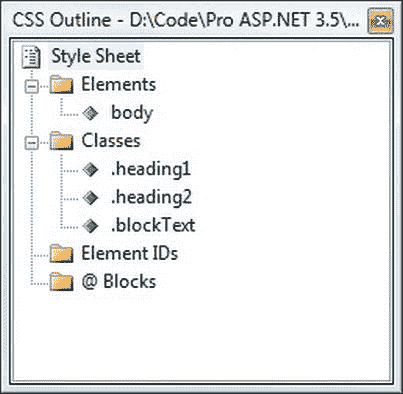 CSS Outline - D:\Code\Pro ASP.NET 3.5\...
Style Sheet
Elements
body
Classes
.heading1
.heading2
.blockText
Element IDs
@ Blocks